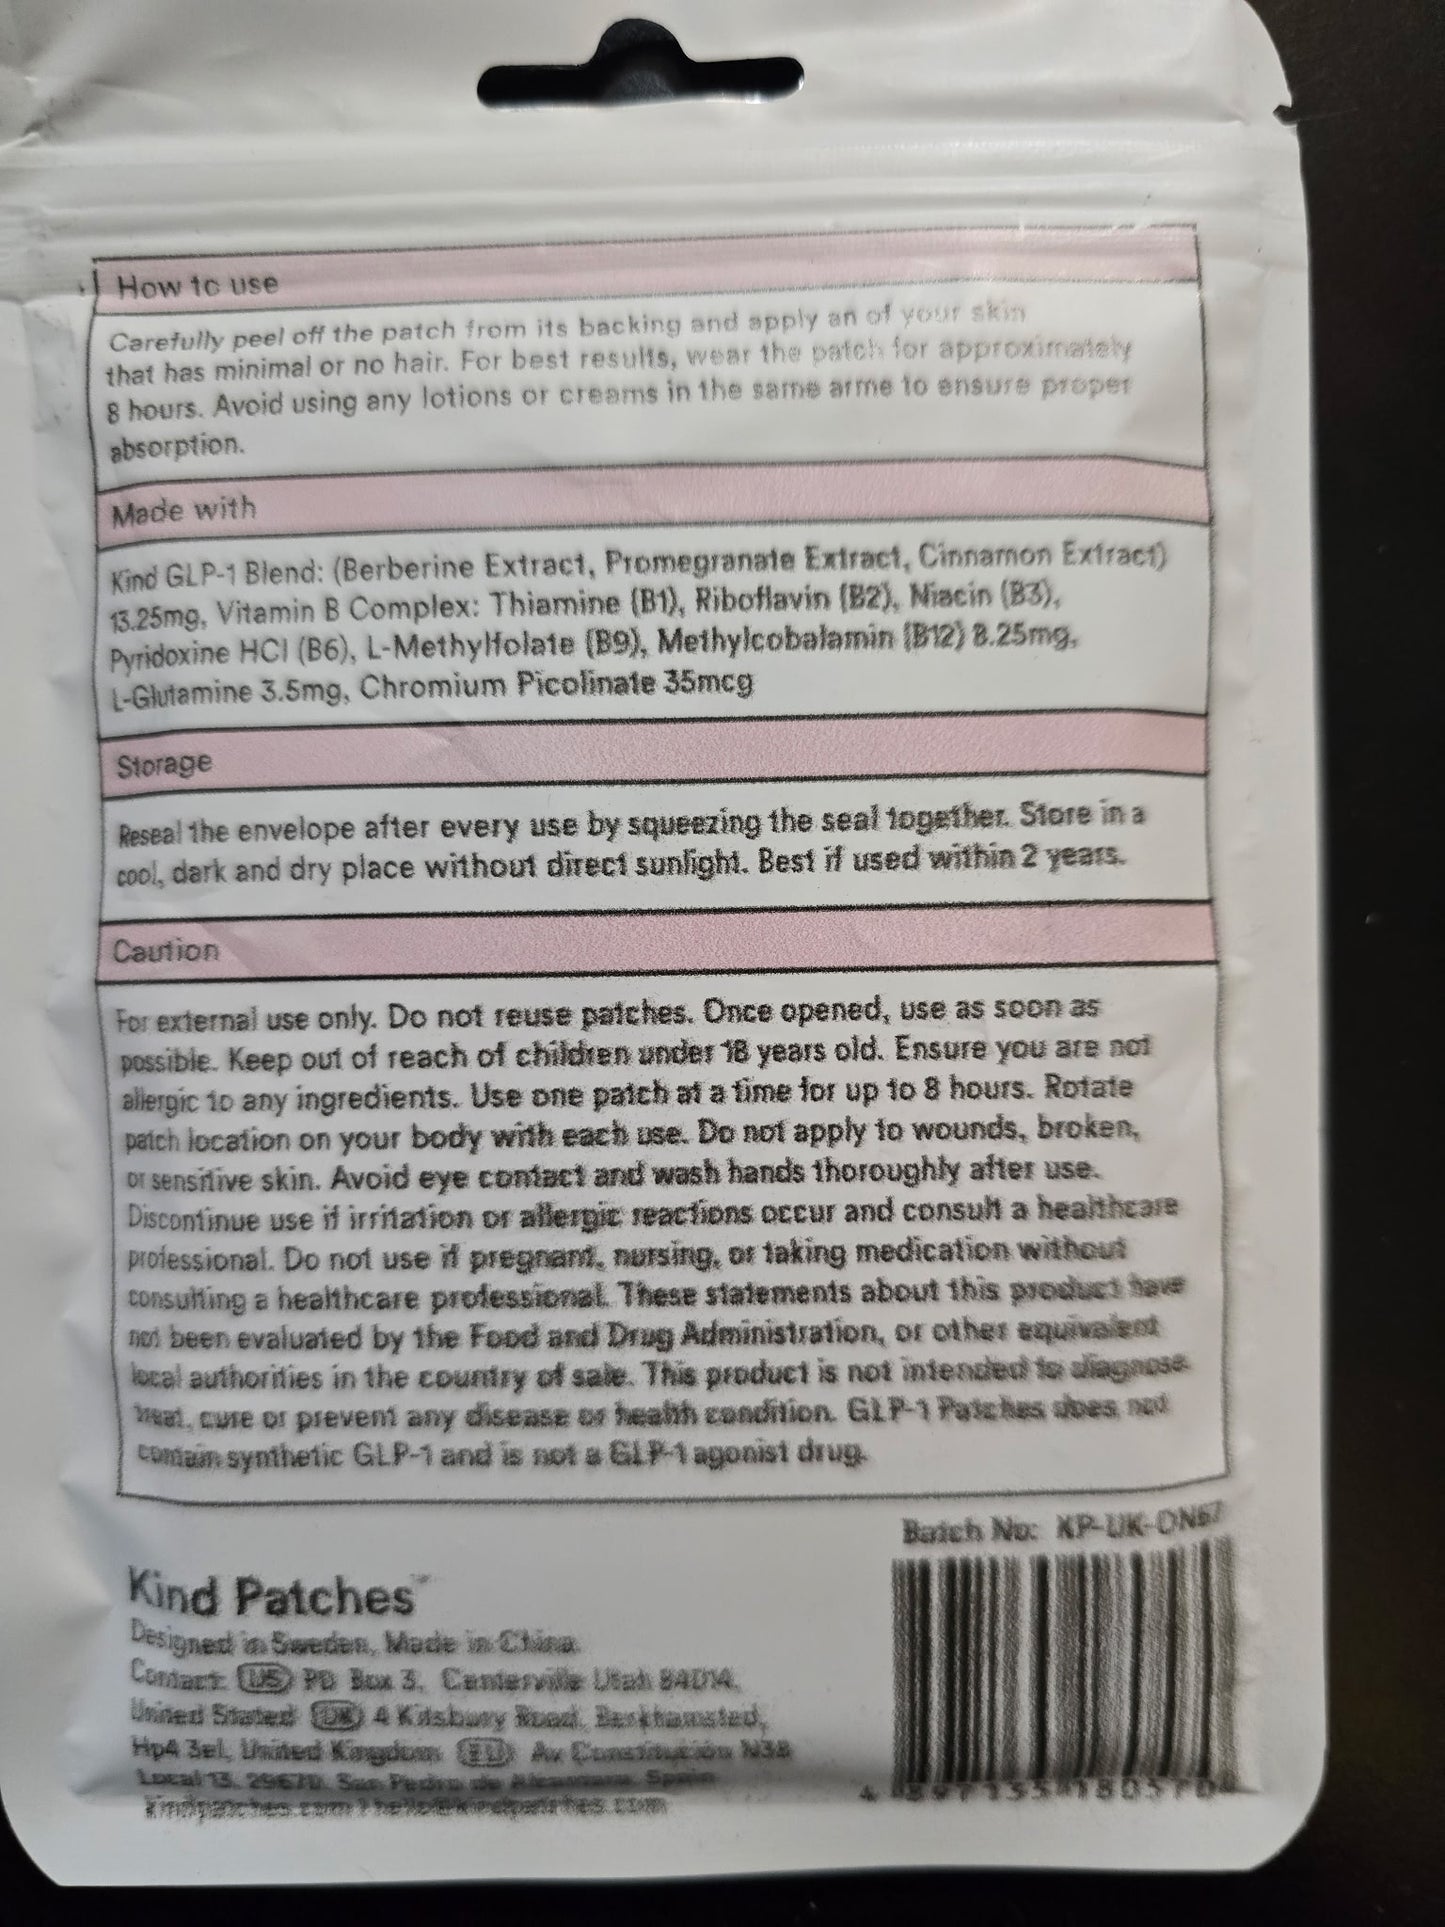 How to use
Carefully peel off the patch from its backing and apply an of your skin
that has minimal or no hair. For best results, wear the patch for approximately
8 hours. Avoid using any lotions or creams in the same arme to ensure proper
absorption.
Made with
Kind GLP-1 Blend: (Berberine Extract, Promegranate Extract, Cinnamon Extract)
13.25mg, Vitamin B Complex: Thiamine (B1), Riboflavin (B2), Niacin (B3),
Pyridoxine HCl (B6), L-Methylfolate (B9), Methylcobalamin (B12) 8.25mg,
L-Glutamine 3.5mg, Chromium Picolinate 35mcg
Storage
Reseal the envelope after every use by squeezing the seal together. Store in a
cool, dark and dry place without direct sunlight. Best if used within 2 years.
Caution
For external use only. Do not reuse patches. Once opened, use as soon as
possible. Keep out of reach of children under 18 years old. Ensure you are not
allergic to any ingredients. Use one patch at a time for up to 8 hours. Rotate
patch location on your body with each use. Do not apply to wounds, broken,
or sensitive skin. Avoid eye contact and wash hands thoroughly after use.
Discontinue use if irritation or allergic reactions occur and consult a healthcare
professional. Do not use if pregnant, nursing, or taking medication without
consulting a healthcare professional. These statements about this product have
not been evaluated by the Food and Drug Administration, or other equivalent
local authorities in the country of sale. This product is not intended to diagnose
treat, cure or prevent any disease or health condition. GLP-1 Patches does not
contain synthetic GLP-1 and is not a GLP-1 agonist drug.
Batch No: KP-UK-ON67
Kind Patches™
Designed in Sweden, Made in China
Contact: US PO Box 3, Centerville Utah 84014,
United Stated UK 4 Kitsbury Road, Berkhamsted,
Hp4 3el, United Kingdom EU Av Constitución N38
Local 13, 29670, San Pedro de Alcantara, Spain
Kindpatches.com | hello@kindpatches.com
4 897135 180570